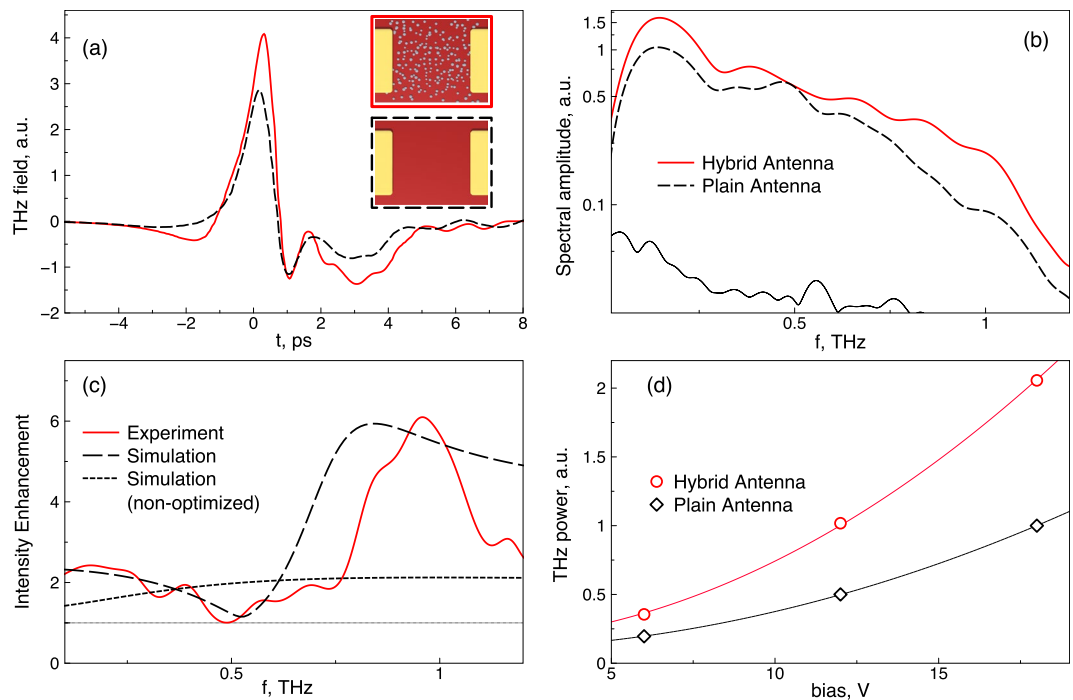 (a)
THz field, a.u.
4
3
2
1
0
−1
−2
−4
−2
0
2
4
6
8
t, ps
(b)
Spectral amplitude, a.u.
1.5
1
0.5
0.1
Hybrid Antenna
Plain Antenna
0.5
1
f, THz
(c)
Intensity Enhancement
6
4
2
0
Experiment
Simulation
Simulation
(non-optimized)
0.5
1
f, THz
(d)
THz power, a.u.
2
1.5
1
0.5
0
Hybrid Antenna
Plain Antenna
5
10
15
bias, V